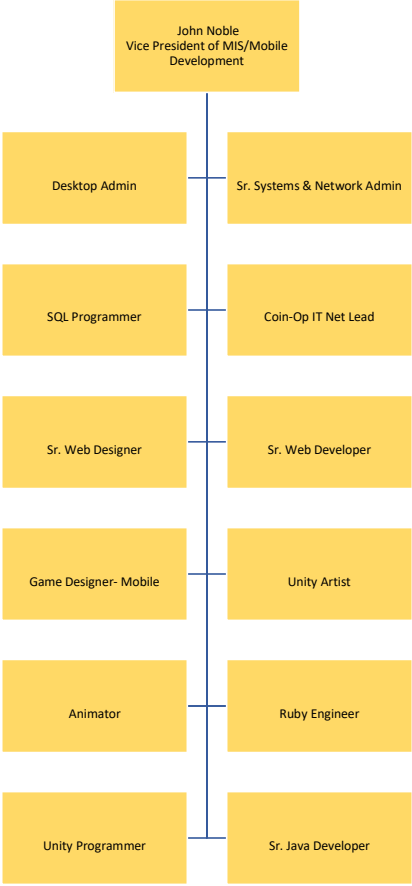 John Noble
Vice President of MIS/Mobile
Development
Desktop Admin
Sr. Systems & Network Admin
SQL Programmer
Coin-Op IT Net Lead
Sr. Web Designer
Sr. Web Developer
Game Designer- Mobile
Unity Artist
Animator
Ruby Engineer
Unity Programmer
Sr. Java Developer